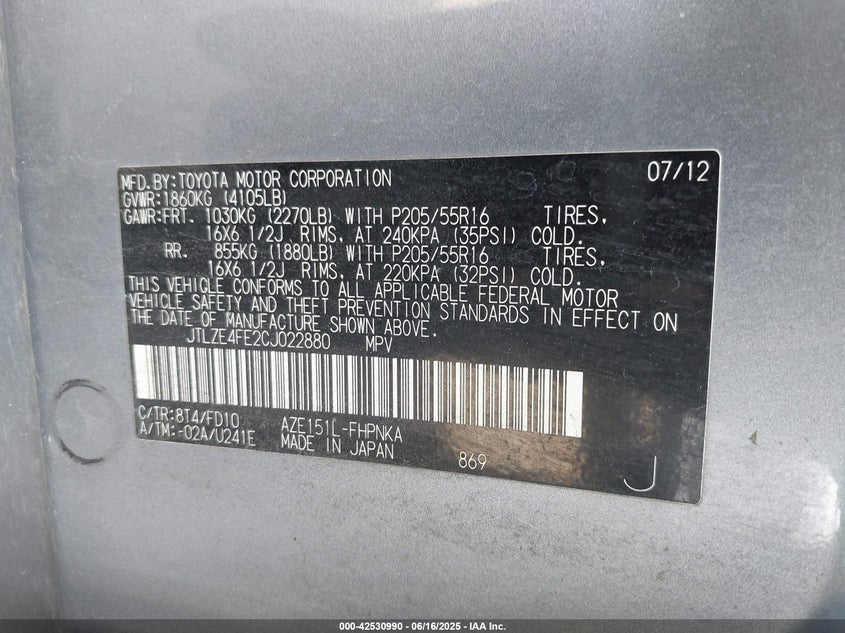 MFD.BY:TOYOTA MOTOR CORPORATION 07/12
GVWR:1860KG (4105LB)
GAWR:FRT. 1030KG (2270LB) WITH P205/55R16 TIRES,
16X6 1/2J RIMS, AT 240KPA (35PSI) COLD.
RR. 855KG (1880LB) WITH P205/55R16 TIRES,
16X6 1/2J RIMS, AT 220KPA (32PSI) COLD.
THIS VEHICLE CONFORMS TO ALL APPLICABLE FEDERAL MOTOR
VEHICLE SAFETY AND THEFT PREVENTION STANDARDS IN EFFECT ON
THE DATE OF MANUFACTURE SHOWN ABOVE.
JTLZE4FE2CJ022880 MPV
C/TR:8T4/FD10 AZE151L-FHPNKA
A/TM:-02A/U241E MADE IN JAPAN 869 J
000-42530990 - 06/16/2025 - IAA Inc.